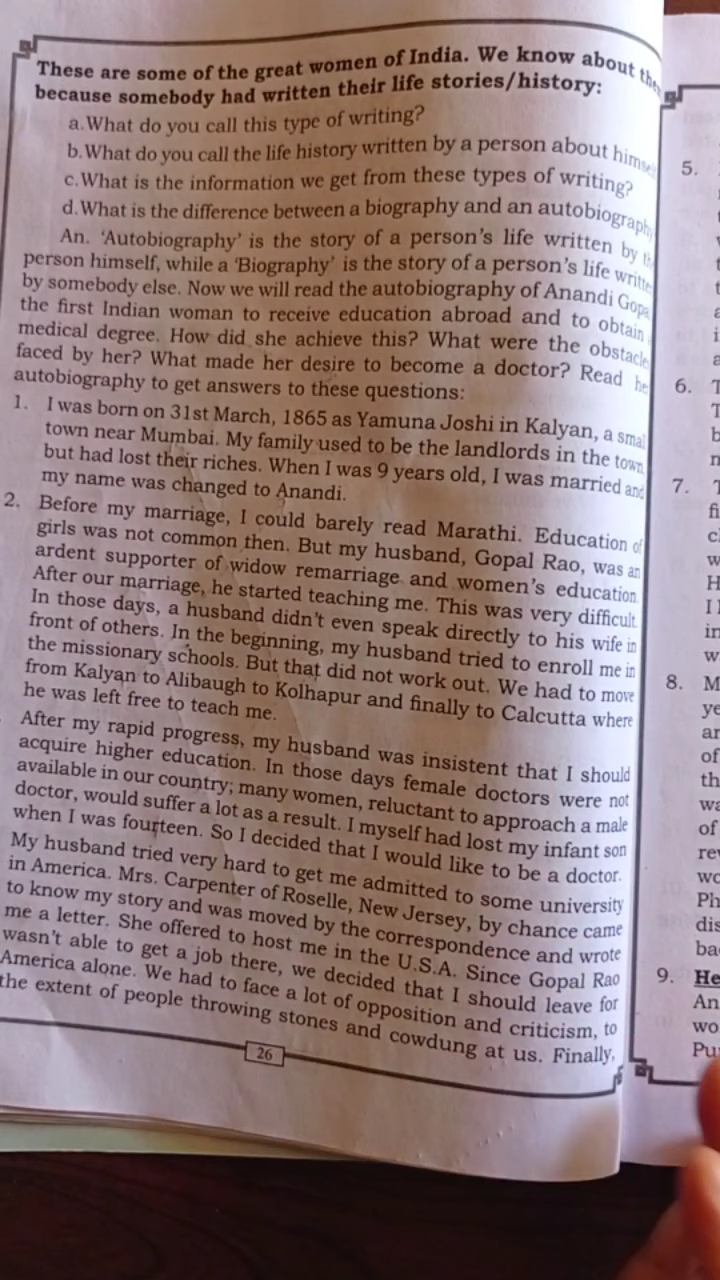 These are some of the great women of India. We know about
because somebody had written their life stories/history:
a.What do you call this type of writing?
b.What do you call the life history written by a person about
c.What is the information we get from these types of writing?
d.What is the difference between a biography and an
An. 'Autobiography' is the story of a person's life written by
person himself, while a 'Biography' is the story of a person's life
by somebody else. Now we will read the autobiography of Anandi
the first Indian woman to receive education abroad and to obtain
medical degree. How did she achieve this? What were the
faced by her? What made her desire to become a doctor? Read
autobiography to get answers to these questions:
1. I was born on 31st March, 1865 as Yamuna Joshi in Kalyan, a
town near Mumbai. My family used to be the landlords in the town
but had lost their riches. When I was 9 years old, I was married and
my name was changed to Anandi.
2. Before my marriage, I could barely read Marathi. Education of
girls was not common then. But my husband, Gopal Rao, was an
ardent supporter of widow remarriage and women's education.
After our marriage, he started teaching me. This was very difficult.
In those days, a husband didn't even speak directly to his wife in
front of others. In the beginning, my husband tried to enroll me in
the missionary schools. But that did not work out. We had to move
from Kalyan to Alibaugh to Kolhapur and finally to Calcutta where
he was left free to teach me.
After my rapid progress, my husband was insistent that I should
acquire higher education. In those days female doctors were not
available in our country; many women, reluctant to approach a male
doctor, would suffer a lot as a result. I myself had lost my infant son
when I was fourteen. So I decided that I would like to be a doctor.
My husband tried very hard to get me admitted to some university
in America. Mrs. Carpenter of Roselle, New Jersey, by chance came
to know my story and was moved by the correspondence and wrote
me a letter. She offered to host me in the U.S.A. Since Gopal Rao
wasn't able to get a job there, we decided that I should leave for
America alone. We had to face a lot of opposition and criticism, to
the extent of people throwing stones and cowdung at us. Finally,
26
5.
6.
7.
8.
9.